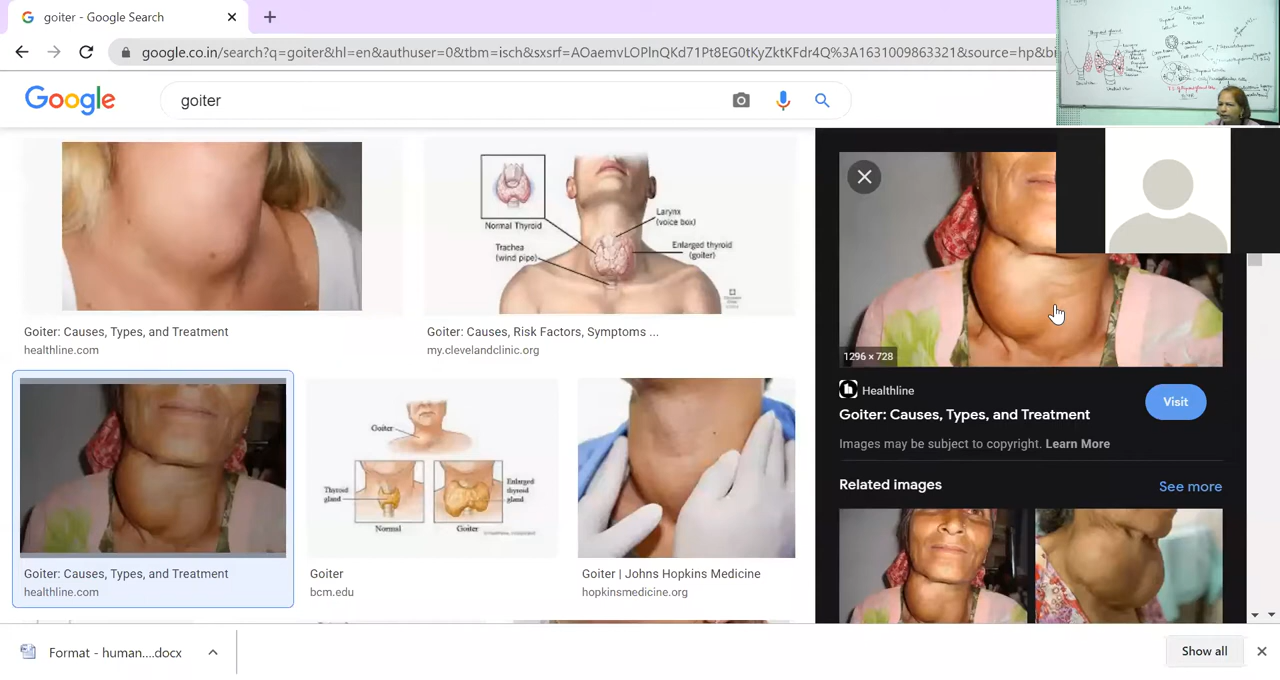 goiter - Google Search
google.co.in/search?q=goiter&hl=en&authuser=0&tbm=isch&sxsrf=AOaemvLOPlnQKd71Pt8EG0tKyZktKFdr4Q%3A1631009863321&source=hp&bi
Google
goiter
Thyroid gland
Normal Thyroid
Larynx
(voice box)
Trachea
(wind pipe)
Enlarged thyroid
(goiter)
Goiter: Causes, Types, and Treatment
healthline.com
Goiter: Causes, Risk Factors, Symptoms ...
my.clevelandclinic.org
1296 × 728
Healthline
Goiter: Causes, Types, and Treatment
Visit
Images may be subject to copyright. Learn More
Related images
See more
Goiter
Thyroid
gland
Enlarged
thyroid
gland
Normal
Goiter
Goiter: Causes, Types, and Treatment
healthline.com
Goiter
bcm.edu
Goiter | Johns Hopkins Medicine
hopkinsmedicine.org
Format - human....docx
Show all